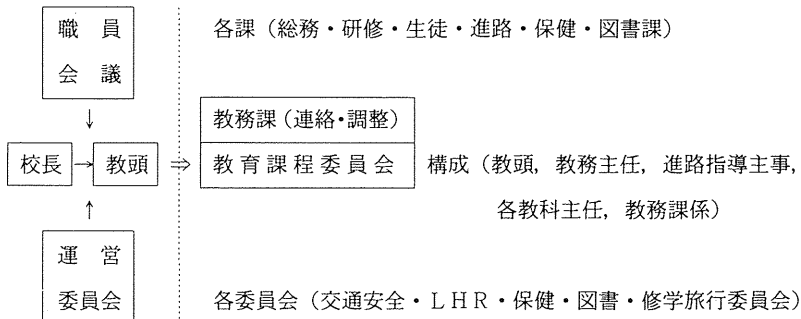 職員 各課（総務・研修・生徒・進路・保健・図書課）
会議
↓ 教務課（連絡・調整）
校長 → 教頭 ⇒ 教育課程委員会 構成（教頭，教務主任，進路指導主事，
↑ 各教科主任，教務課係）
運営
委員会 各委員会（交通安全・ＬＨＲ・保健・図書・修学旅行委員会）